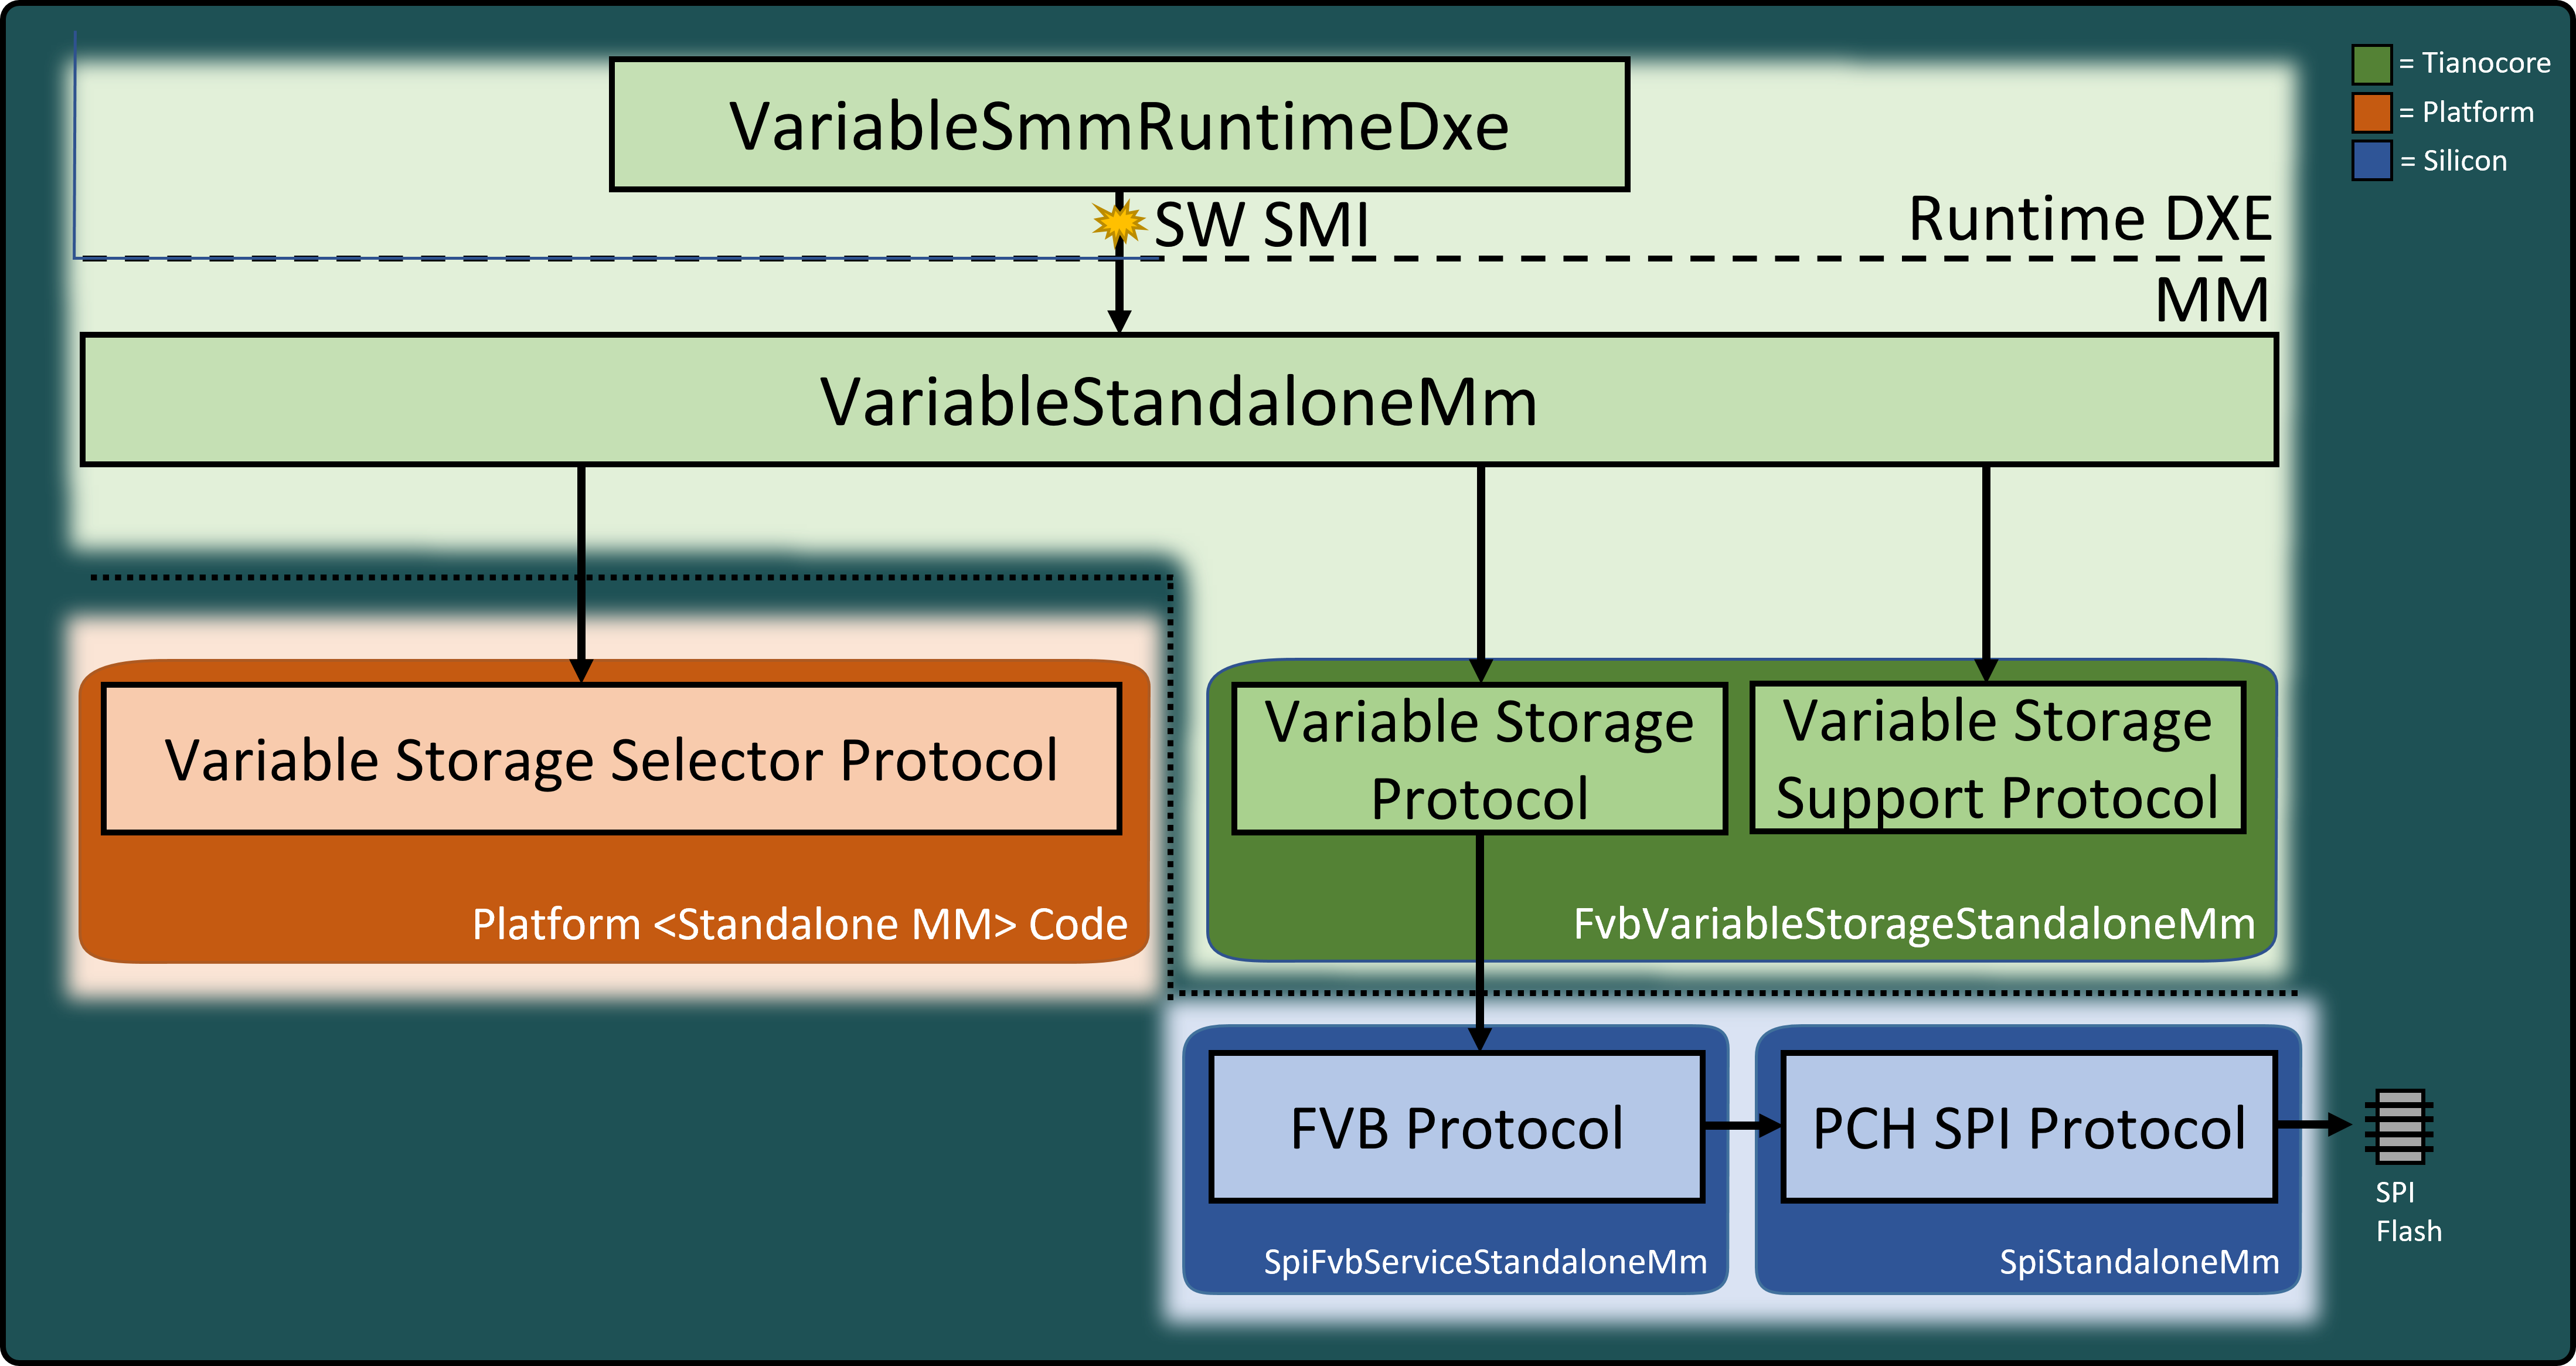 VariableSmmRuntimeDxe
= Tianocore
= Platform
= Silicon
SW SMI
Runtime DXE
MM
VariableStandaloneMm
Variable Storage Selector Protocol
Platform <Standalone MM> Code
Variable Storage
Protocol
Variable Storage
Support Protocol
FvbVariableStorageStandaloneMm
FVB Protocol
SpiFvbServiceStandaloneMm
PCH SPI Protocol
SpiStandaloneMm
SPI
Flash